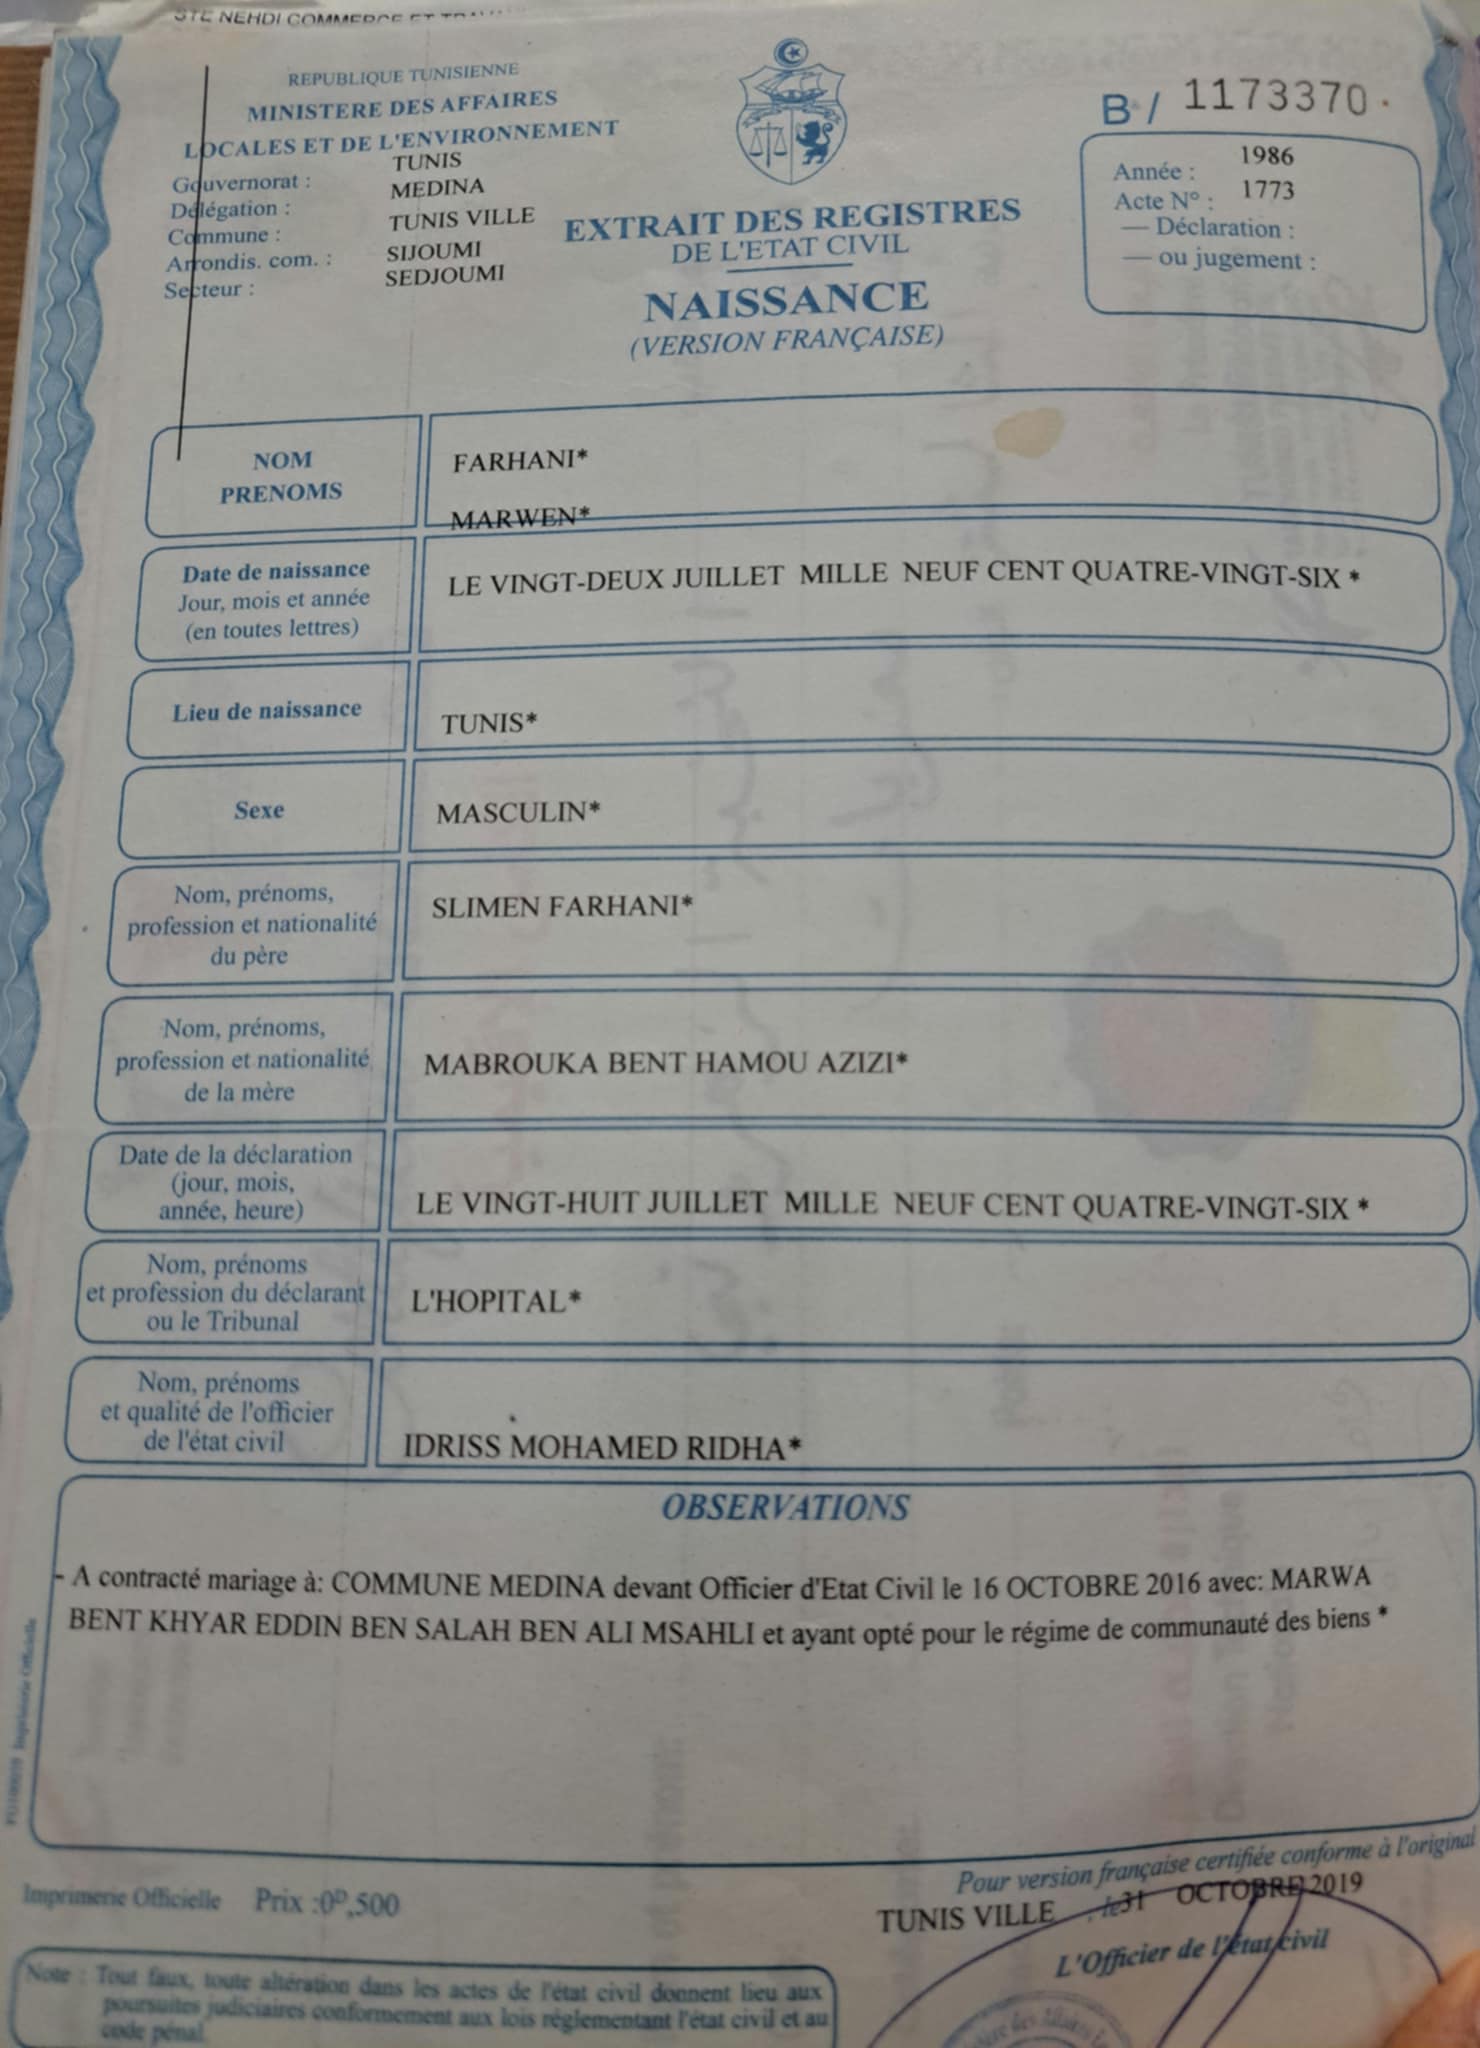 STE NEHDI COMMERCE ET
REPUBLIQUE TUNISIENNE
MINISTERE DES AFFAIRES
LOCALES ET DE L'ENVIRONNEMENT
Gouvernorat : TUNIS
Délégation : MEDINA
Commune : TUNIS VILLE
Arrondis. com. : SIJOUMI
Secteur : SEDJOUMI
EXTRAIT DES REGISTRES
DE L'ETAT CIVIL
NAISSANCE
(VERSION FRANÇAISE)
B / 1173370
Année : 1986
Acte N° : 1773
— Déclaration :
— ou jugement :
NOM FARHANI*
PRENOMS MARWEN*
Date de naissance
Jour, mois et année
(en toutes lettres)
LE VINGT-DEUX JUILLET MILLE NEUF CENT QUATRE-VINGT-SIX *
Lieu de naissance
TUNIS*
Sexe
MASCULIN*
Nom, prénoms,
profession et nationalité
du père
SLIMEN FARHANI*
Nom, prénoms,
profession et nationalité
de la mère
MABROUKA BENT HAMOU AZIZI*
Date de la déclaration
(jour, mois,
année, heure)
LE VINGT-HUIT JUILLET MILLE NEUF CENT QUATRE-VINGT-SIX *
Nom, prénoms
et profession du déclarant
ou le Tribunal
L'HOPITAL*
Nom, prénoms
et qualité de l'officier
de l'état civil
IDRISS MOHAMED RIDHA*
OBSERVATIONS
- A contracté mariage à: COMMUNE MEDINA devant Officier d'Etat Civil le 16 OCTOBRE 2016 avec: MARWA
BENT KHYAR EDDIN BEN SALAH BEN ALI MSAHLI et ayant opté pour le régime de communauté des biens *
Imprimerie Officielle
Imprimerie Officielle Prix :0D,500
Pour version française certifiée conforme à l'original
TUNIS VILLE , le 31 OCTOBRE 2019
L'Officier de l'état civil
Note : Tout faux, toute altération dans les actes de l'état civil donnent lieu aux
poursuites judiciaires conformement aux lois réglementant l'état civil et au
code pénal